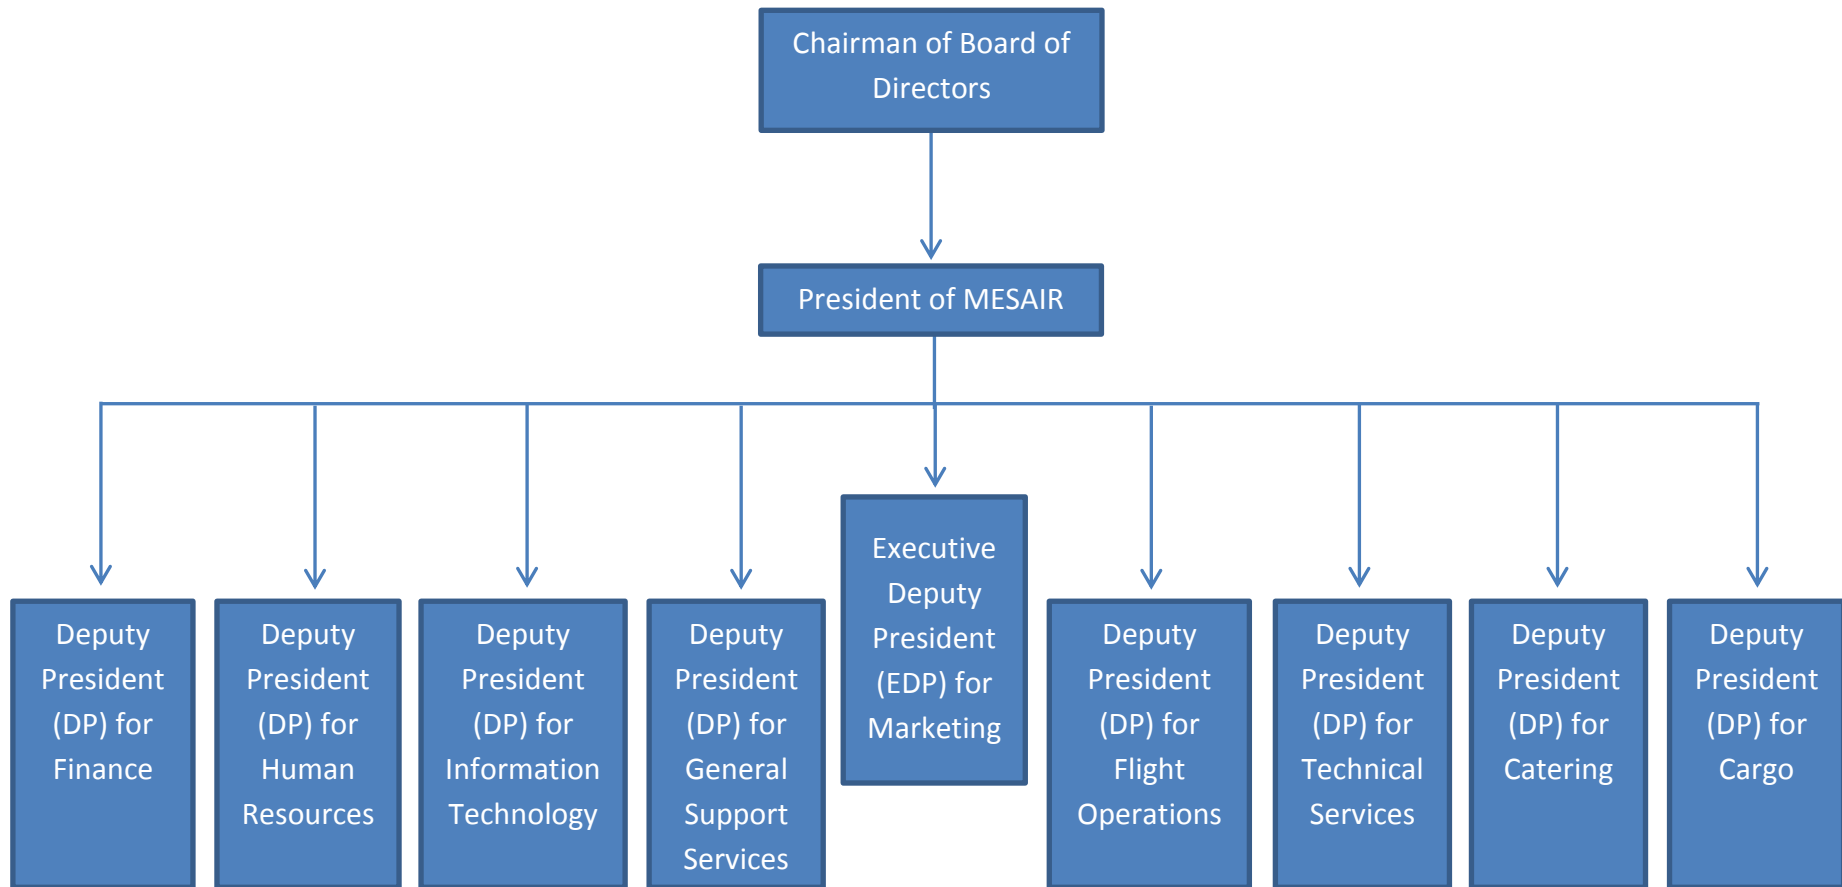 Chairman of Board of
Directors
President of MESAIR
Deputy
President
(DP) for
Finance
Deputy
President
(DP) for
Human
Resources
Deputy
President
(DP) for
Information
Technology
Deputy
President
(DP) for
General
Support
Services
Executive
Deputy
President
(EDP) for
Marketing
Deputy
President
(DP) for
Flight
Operations
Deputy
President
(DP) for
Technical
Services
Deputy
President
(DP) for
Catering
Deputy
President
(DP) for
Cargo